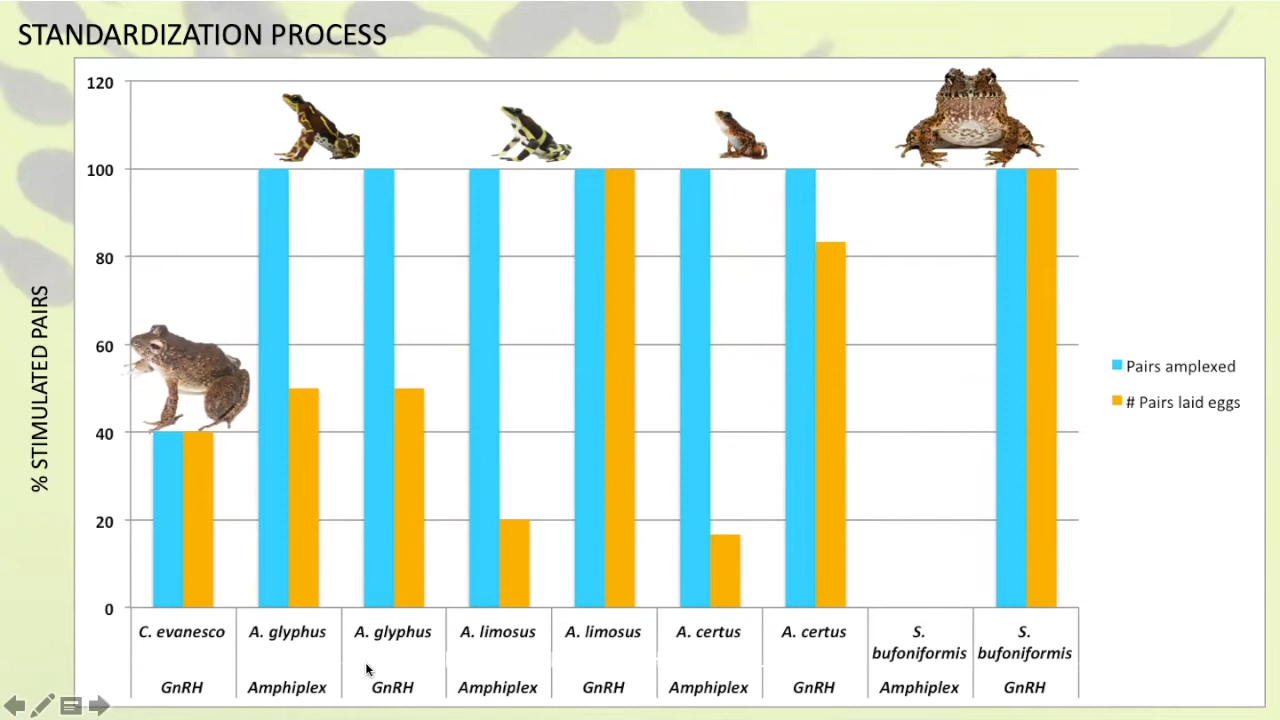 STANDARDIZATION PROCESS
% STIMULATED PAIRS
120
100
80
60
40
20
0
C. evanesco
A. glyphus
A. glyphus
A. limosus
A. limosus
A. certus
A. certus
S.
bufoniformis
S.
bufoniformis
GnRH
Amphiplex
GnRH
Amphiplex
GnRH
Amphiplex
GnRH
Amphiplex
GnRH
Pairs amplexed
# Pairs laid eggs